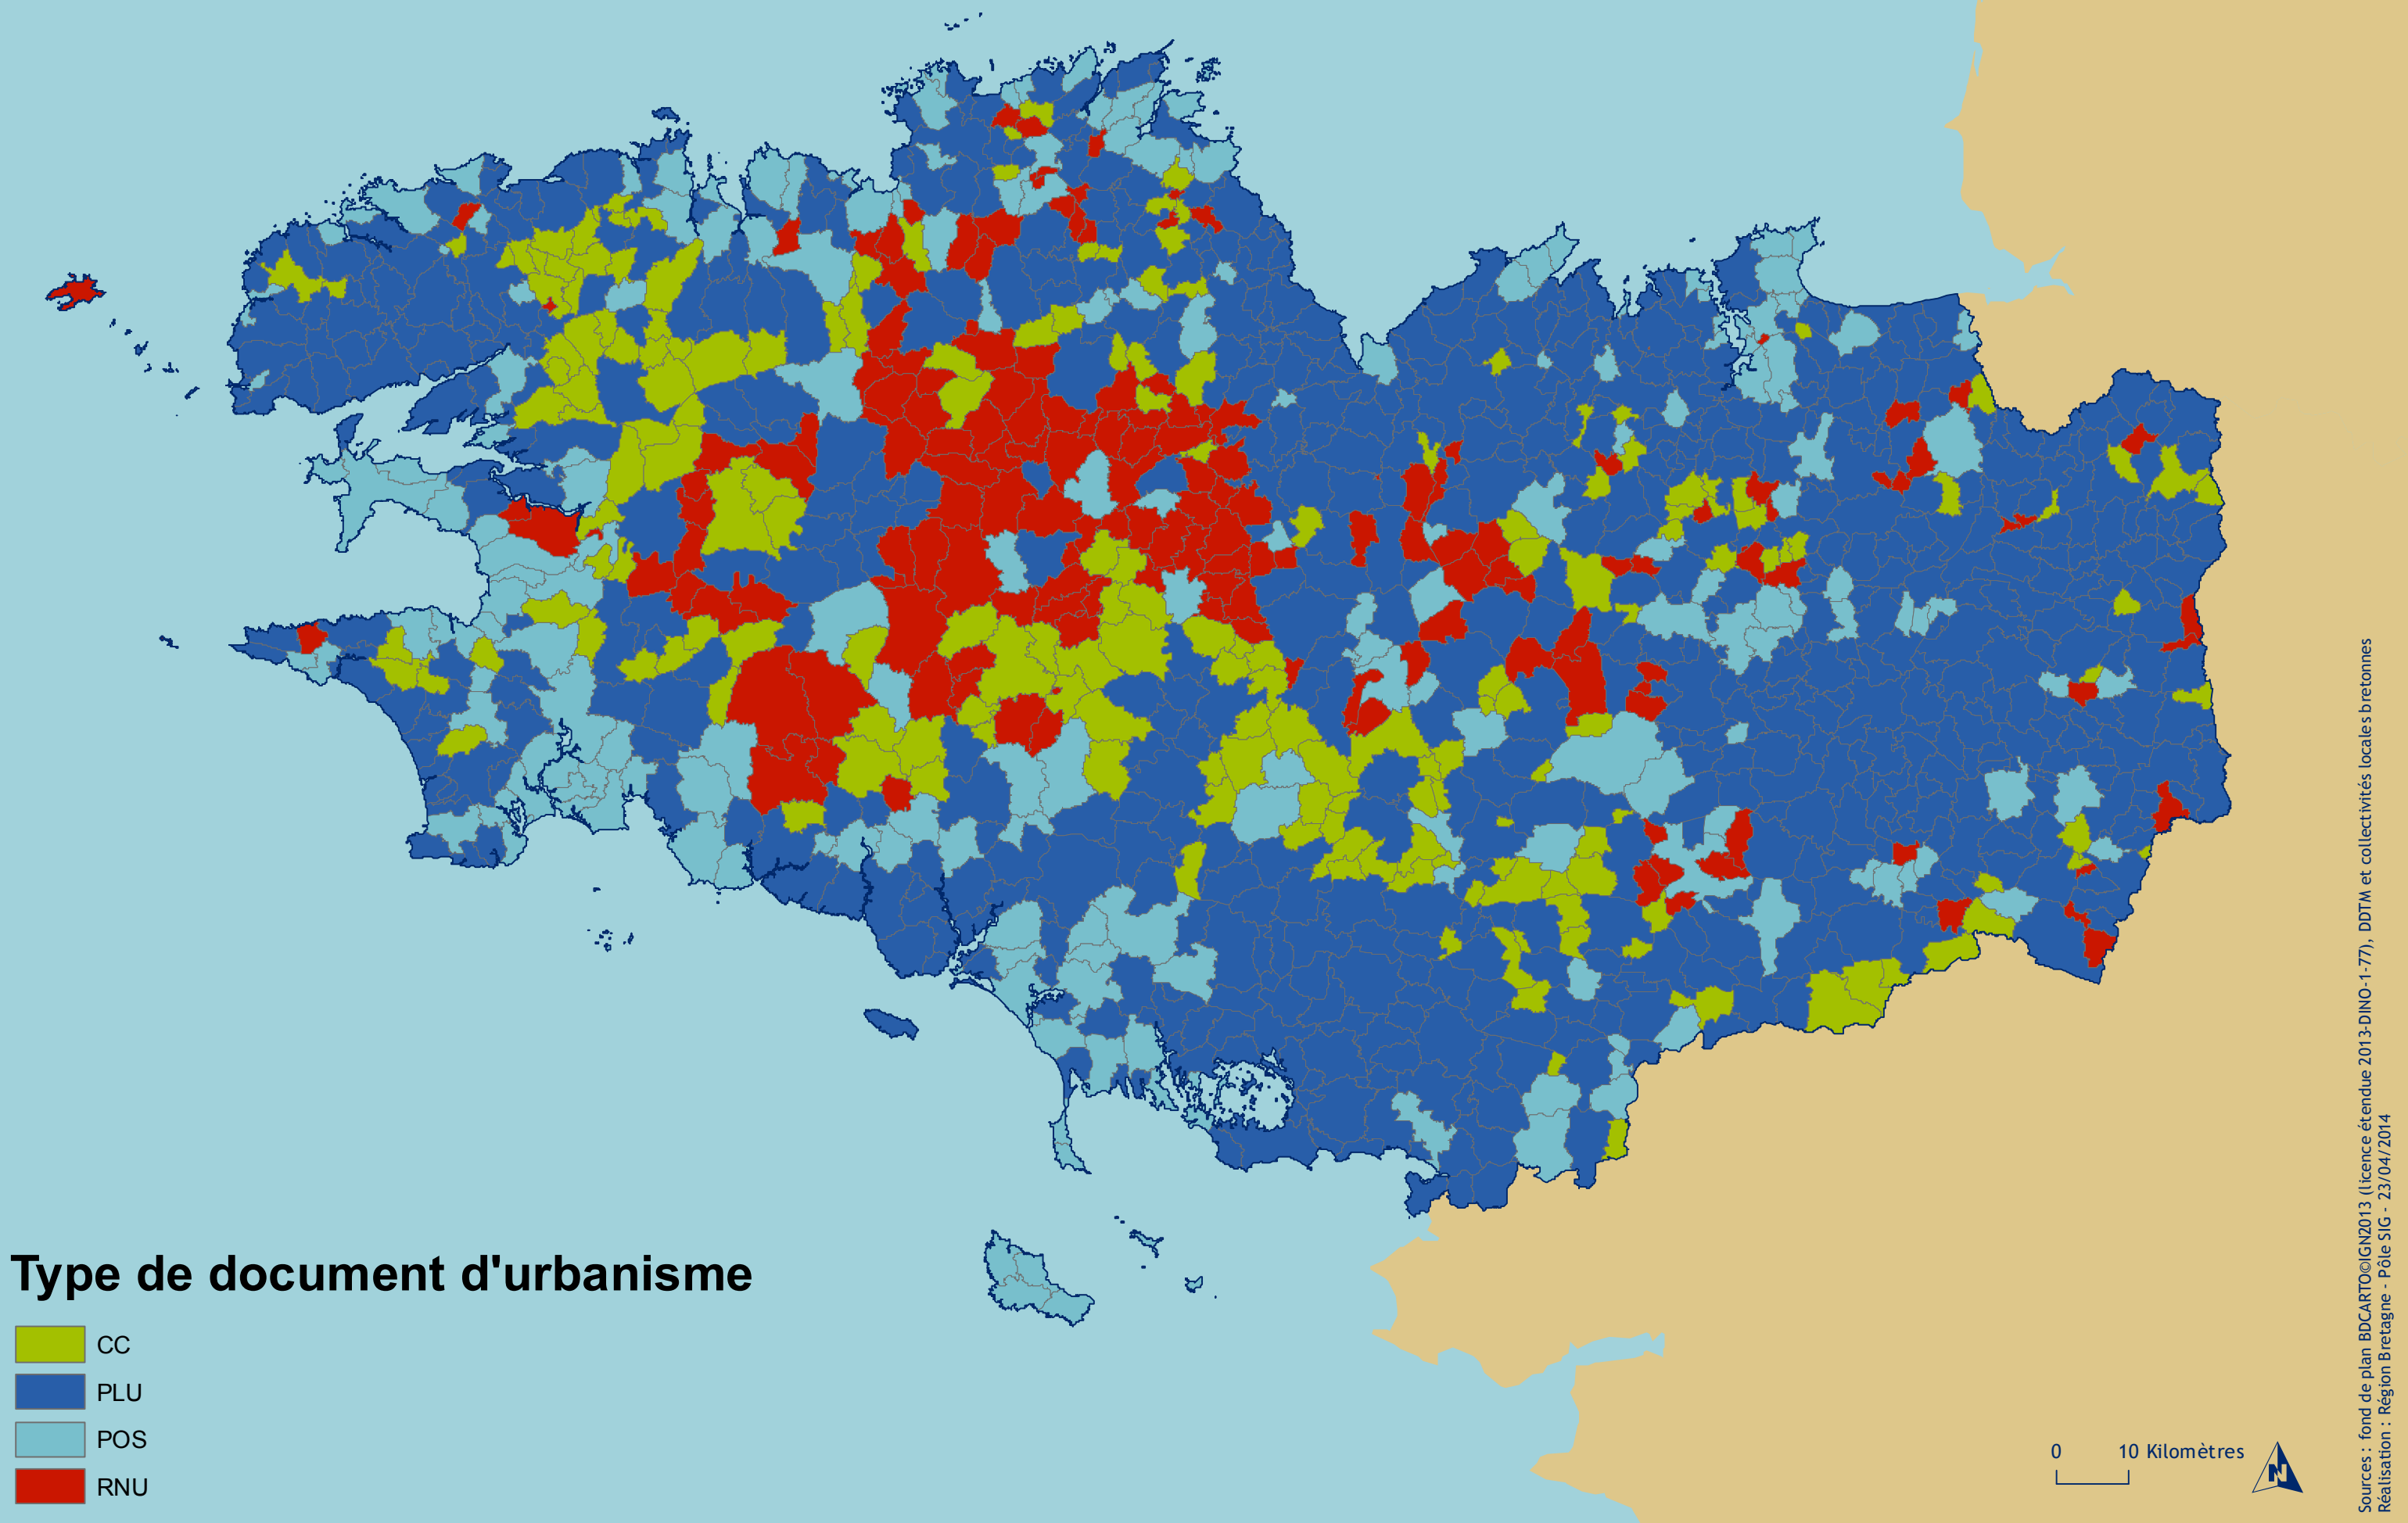 Type de document d'urbanisme
CC
PLU
POS
RNU
0 10 Kilomètres
N
Sources : fond de plan BDCARTO©IGN2013 (licence étendue 2013-DINO-1-77), DDTM et collectivités locales bretonnes
Réalisation : Région Bretagne - Pôle SIG - 23/04/2014